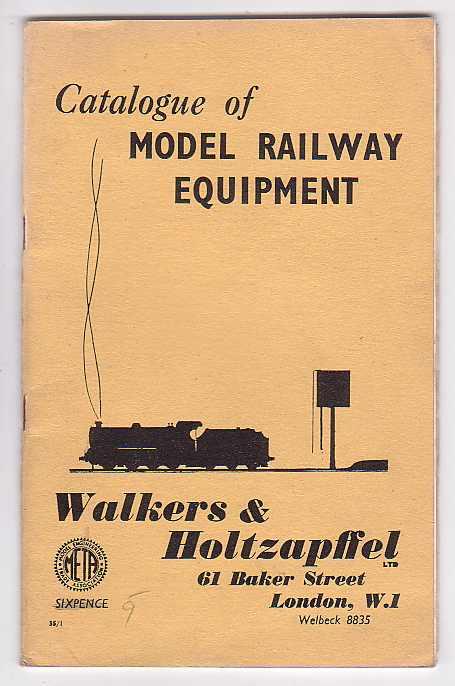 Catalogue of
MODEL RAILWAY
EQUIPMENT
Walkers &
Holtzapffel
LTD
61 Baker Street
London, W.1
Welbeck 8835
META
SIXPENCE 9
35/1